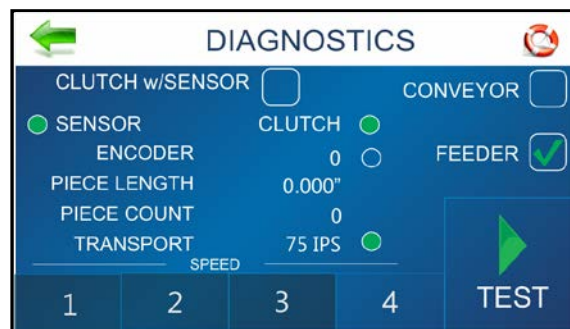 DIAGNOSTICS
CLUTCH w/SENSOR
CONVEYOR
SENSOR CLUTCH
ENCODER 0
FEEDER
PIECE LENGTH 0.000"
PIECE COUNT 0
TRANSPORT 75 IPS
SPEED
1 2 3 4 TEST